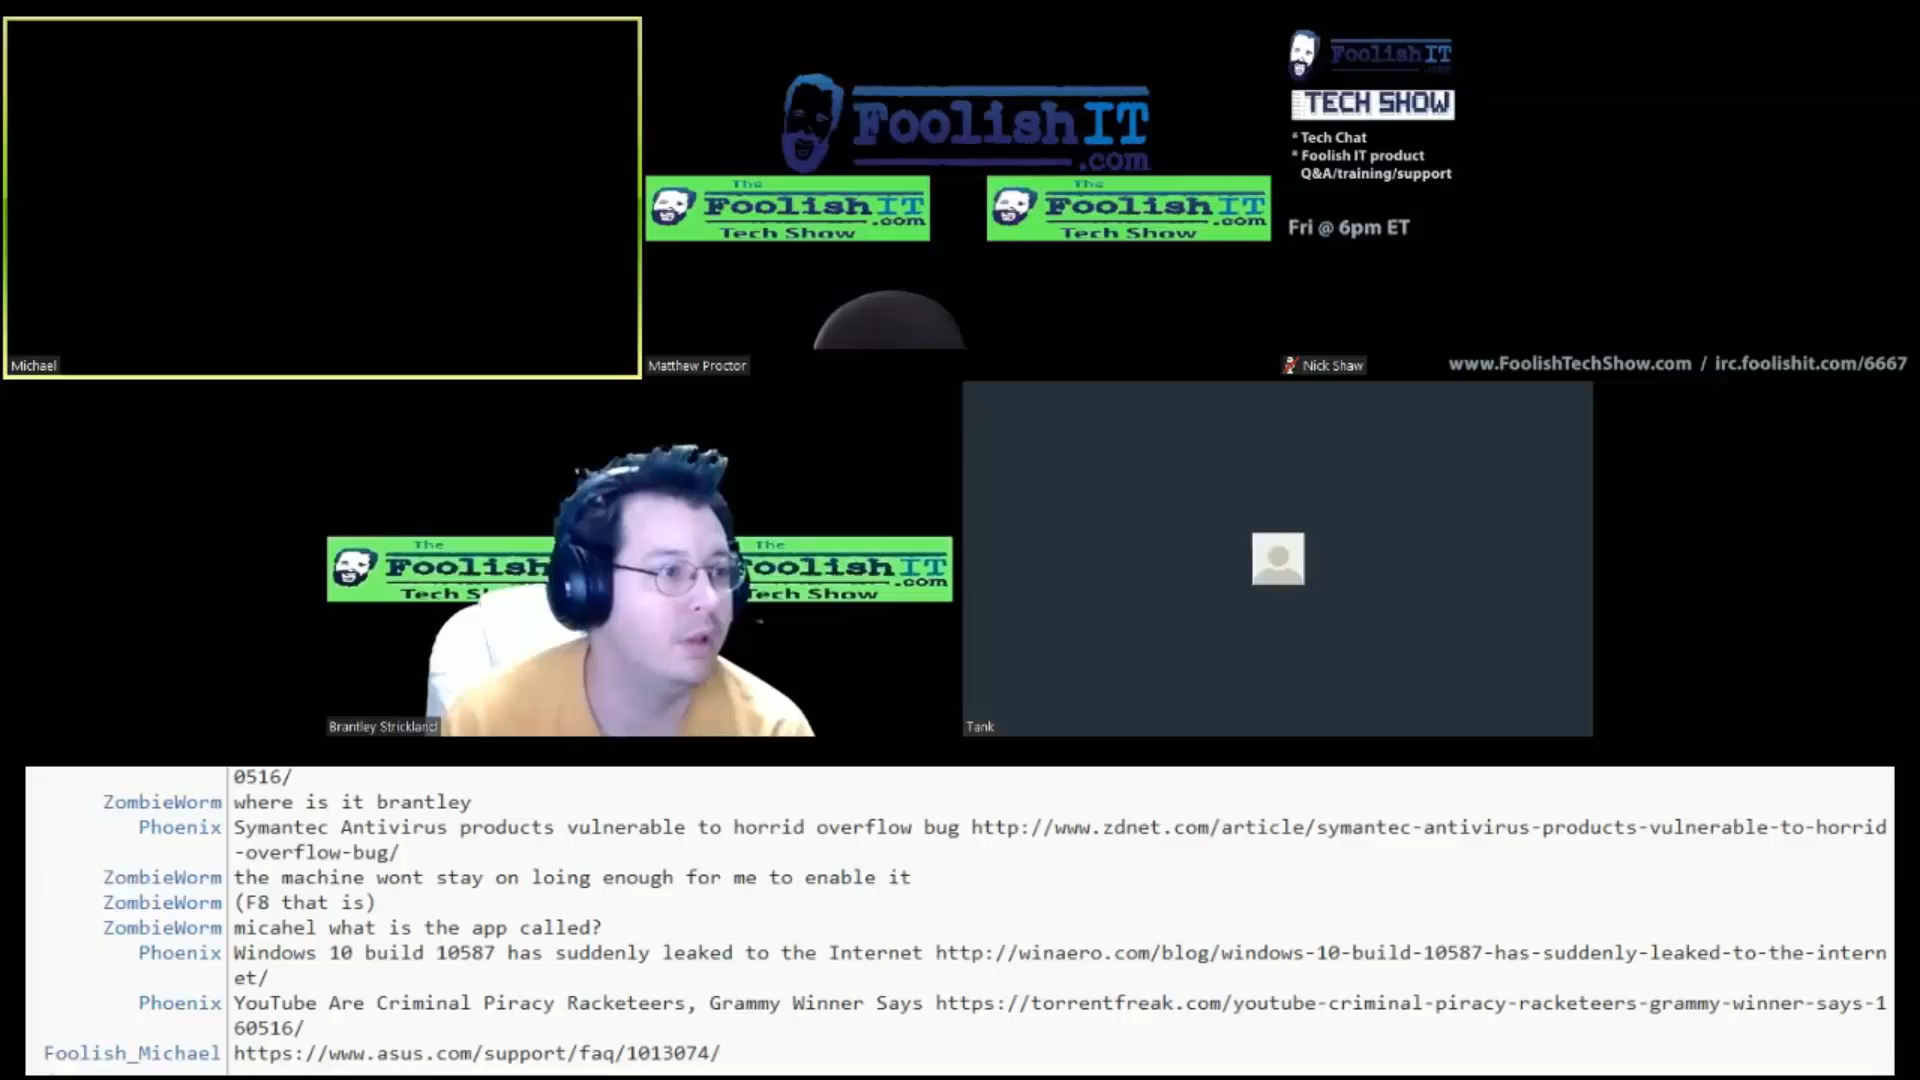 FoolishIT
.com
The
FoolishIT
.com
Tech Show
The
FoolishIT
.com
Tech Show
FoolishIT
TECH SHOW
* Tech Chat
* Foolish IT product
Q&A/training/support
Fri @ 6pm ET
Michael
Matthew Proctor
Nick Shaw
www.FoolishTechShow.com / irc.foolishit.com/6667
The
Foolish
Tech S
The
oolishIT
.com
Tech Show
Brantley Strickland
Tank
0516/
ZombieWorm where is it brantley
Phoenix Symantec Antivirus products vulnerable to horrid overflow bug http://www.zdnet.com/article/symantec-antivirus-products-vulnerable-to-horrid
-overflow-bug/
ZombieWorm the machine wont stay on loing enough for me to enable it
ZombieWorm (F8 that is)
ZombieWorm micahel what is the app called?
Phoenix Windows 10 build 10587 has suddenly leaked to the Internet http://winaero.com/blog/windows-10-build-10587-has-suddenly-leaked-to-the-intern
et/
Phoenix YouTube Are Criminal Piracy Racketeers, Grammy Winner Says https://torrentfreak.com/youtube-criminal-piracy-racketeers-grammy-winner-says-1
60516/
Foolish_Michael https://www.asus.com/support/faq/1013074/